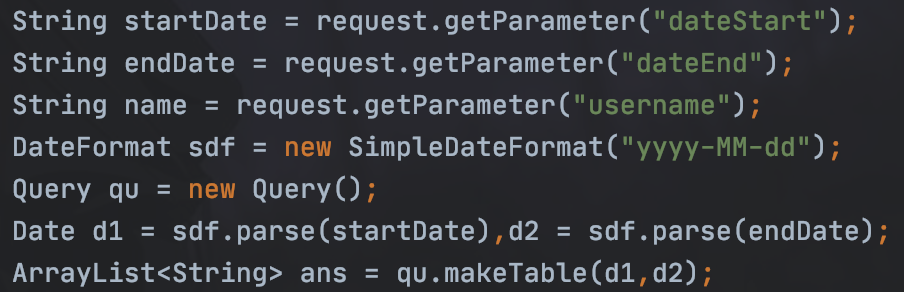 String startDate = request.getParameter("dateStart");
String endDate = request.getParameter("dateEnd");
String name = request.getParameter("username");
DateFormat sdf = new SimpleDateFormat("yyyy-MM-dd");
Query qu = new Query();
Date d1 = sdf.parse(startDate),d2 = sdf.parse(endDate);
ArrayList<String> ans = qu.makeTable(d1,d2);